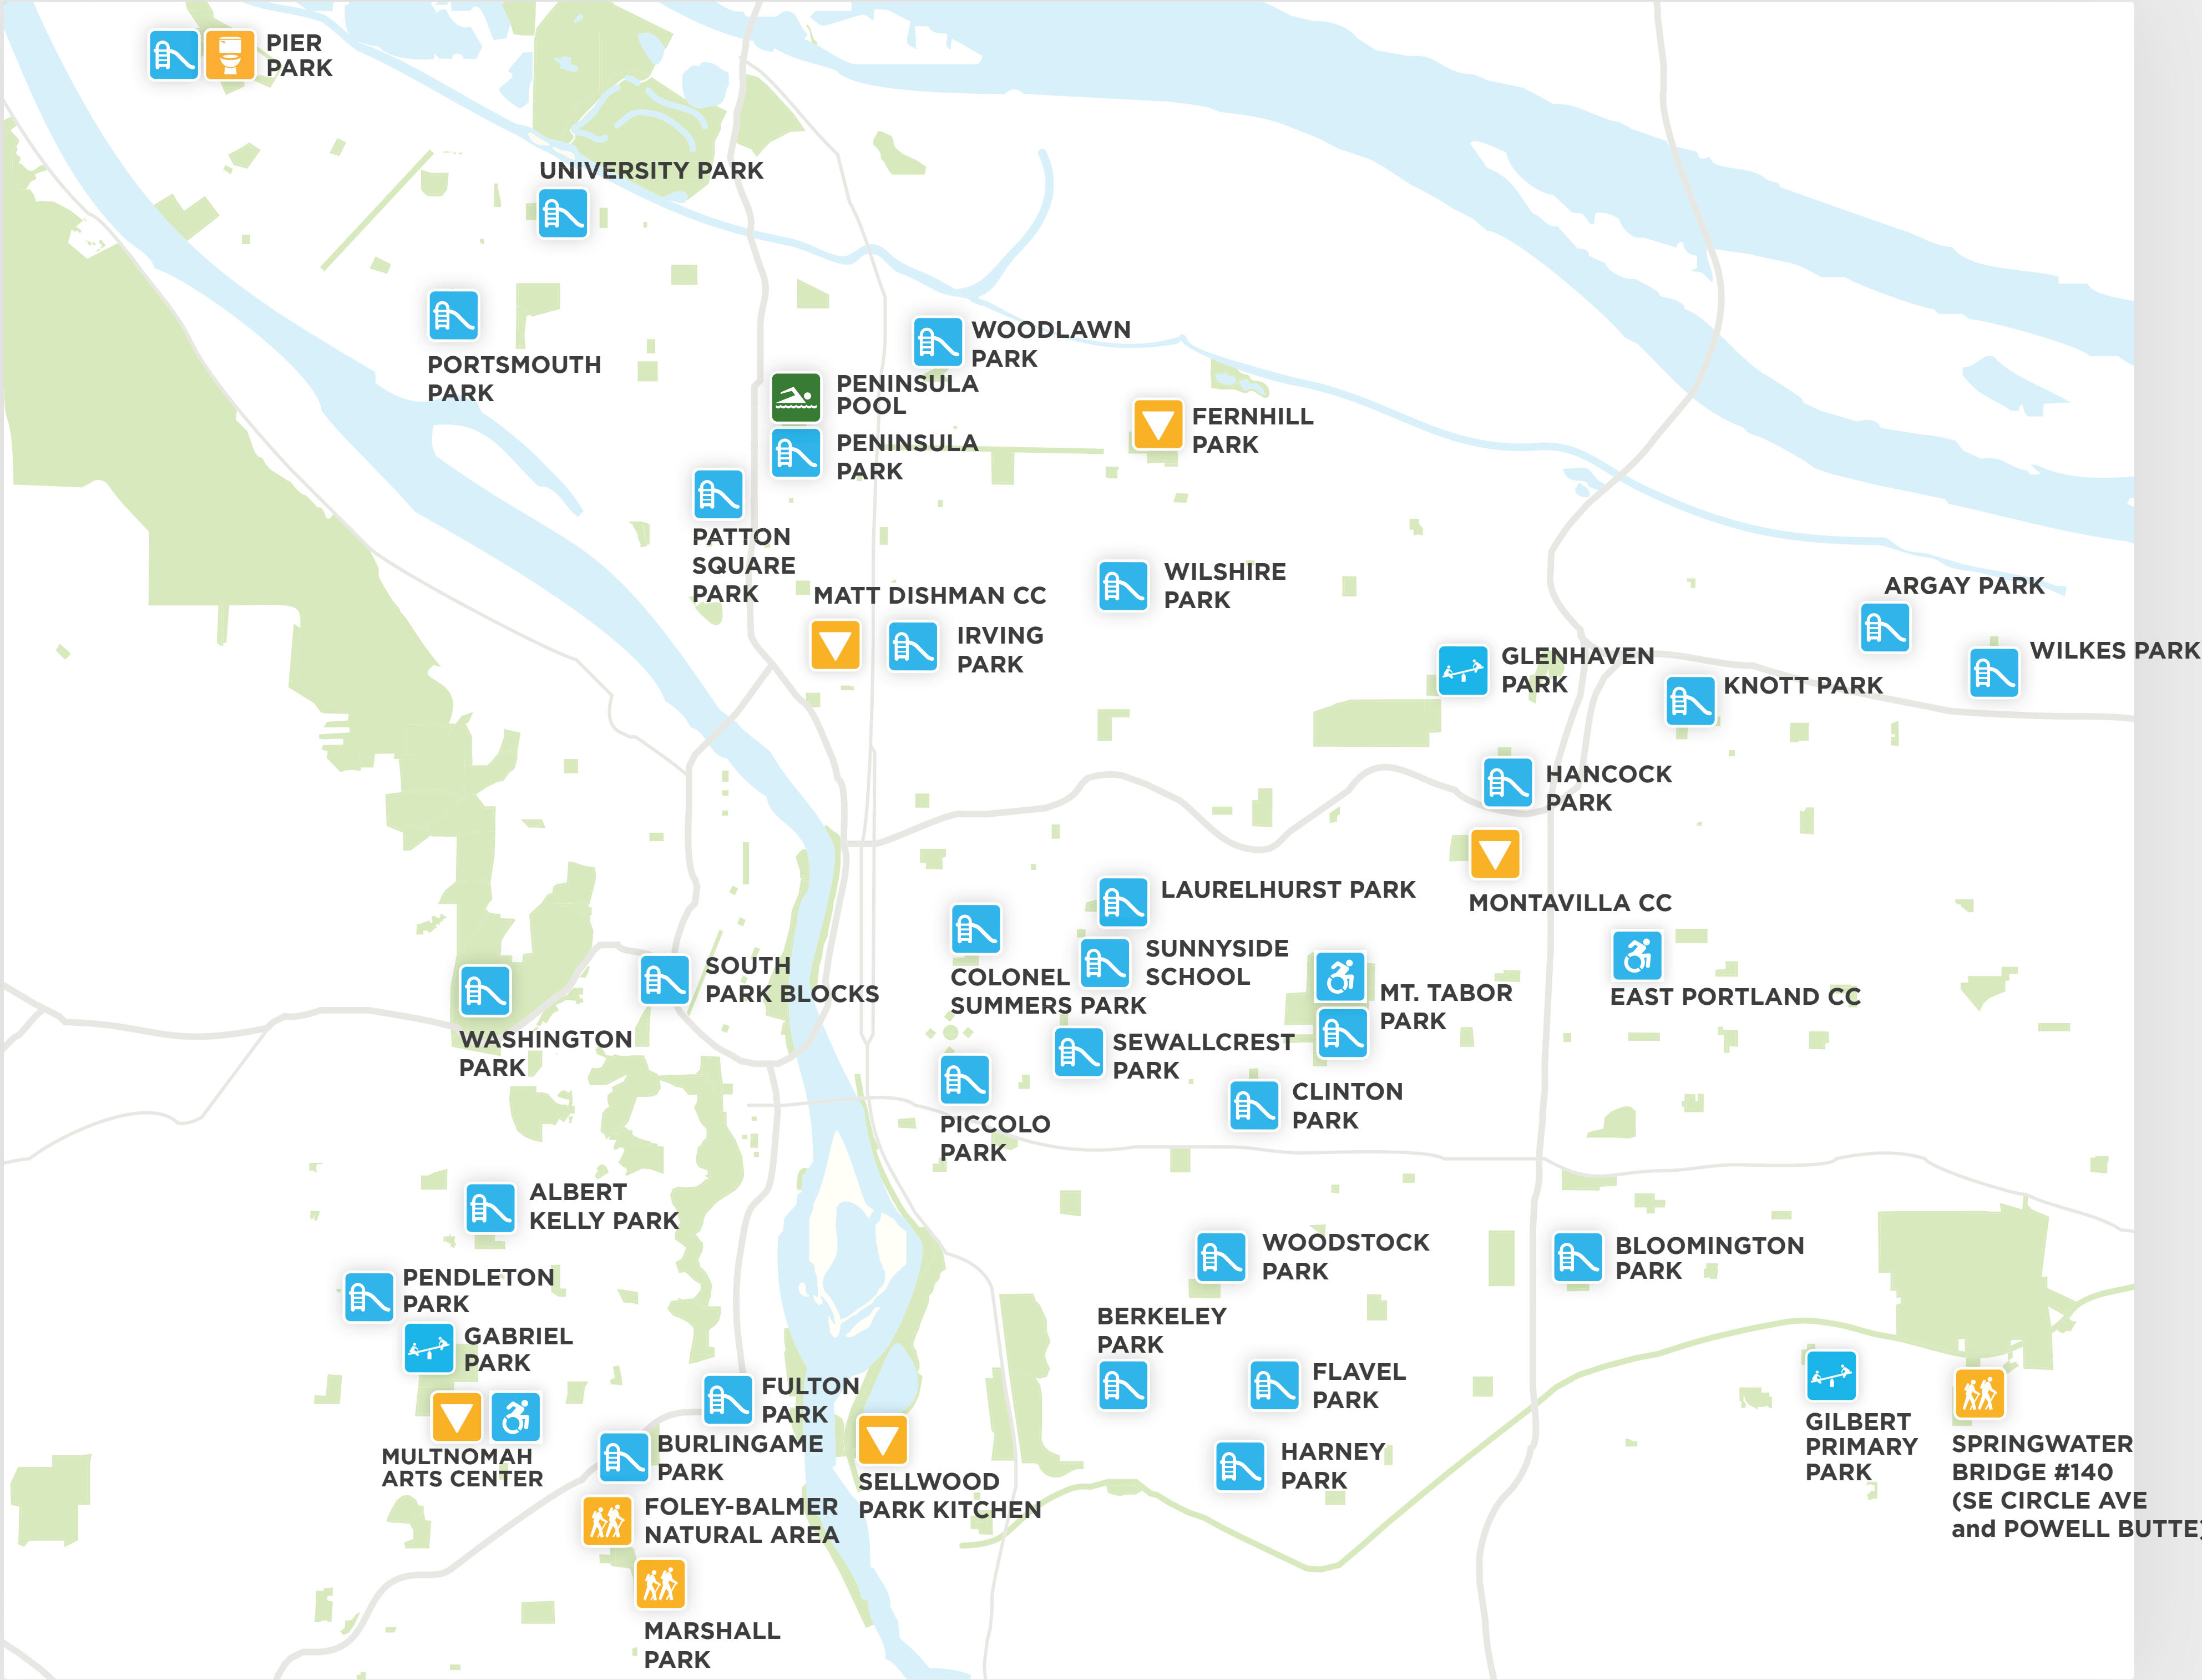 PIER
PARK
UNIVERSITY PARK
PORTSMOUTH
PARK
WOODLAWN
PARK
PENINSULA
POOL
PENINSULA
PARK
FERNHILL
PARK
PATTON
SQUARE
PARK
MATT DISHMAN CC
IRVING
PARK
WILSHIRE
PARK
ARGAY PARK
WILKES PARK
GLENHAVEN
PARK
KNOTT PARK
HANCOCK
PARK
MONTAVILLA CC
LAURELHURST PARK
SUNNYSIDE
SCHOOL
COLONEL
SUMMERS PARK
SOUTH
PARK BLOCKS
WASHINGTON
PARK
MT. TABOR
PARK
EAST PORTLAND CC
SEWALLCREST
PARK
CLINTON
PARK
PICCOLO
PARK
ALBERT
KELLY PARK
PENDLETON
PARK
GABRIEL
PARK
MULTNOMAH
ARTS CENTER
FULTON
PARK
BURLINGAME
PARK
FOLEY-BALMER
NATURAL AREA
MARSHALL
PARK
SELLWOOD
PARK KITCHEN
WOODSTOCK
PARK
BERKELEY
PARK
FLAVEL
PARK
HARNEY
PARK
BLOOMINGTON
PARK
GILBERT
PRIMARY
PARK
SPRINGWATER
BRIDGE #140
(SE CIRCLE AVE
and POWELL BUTTE)